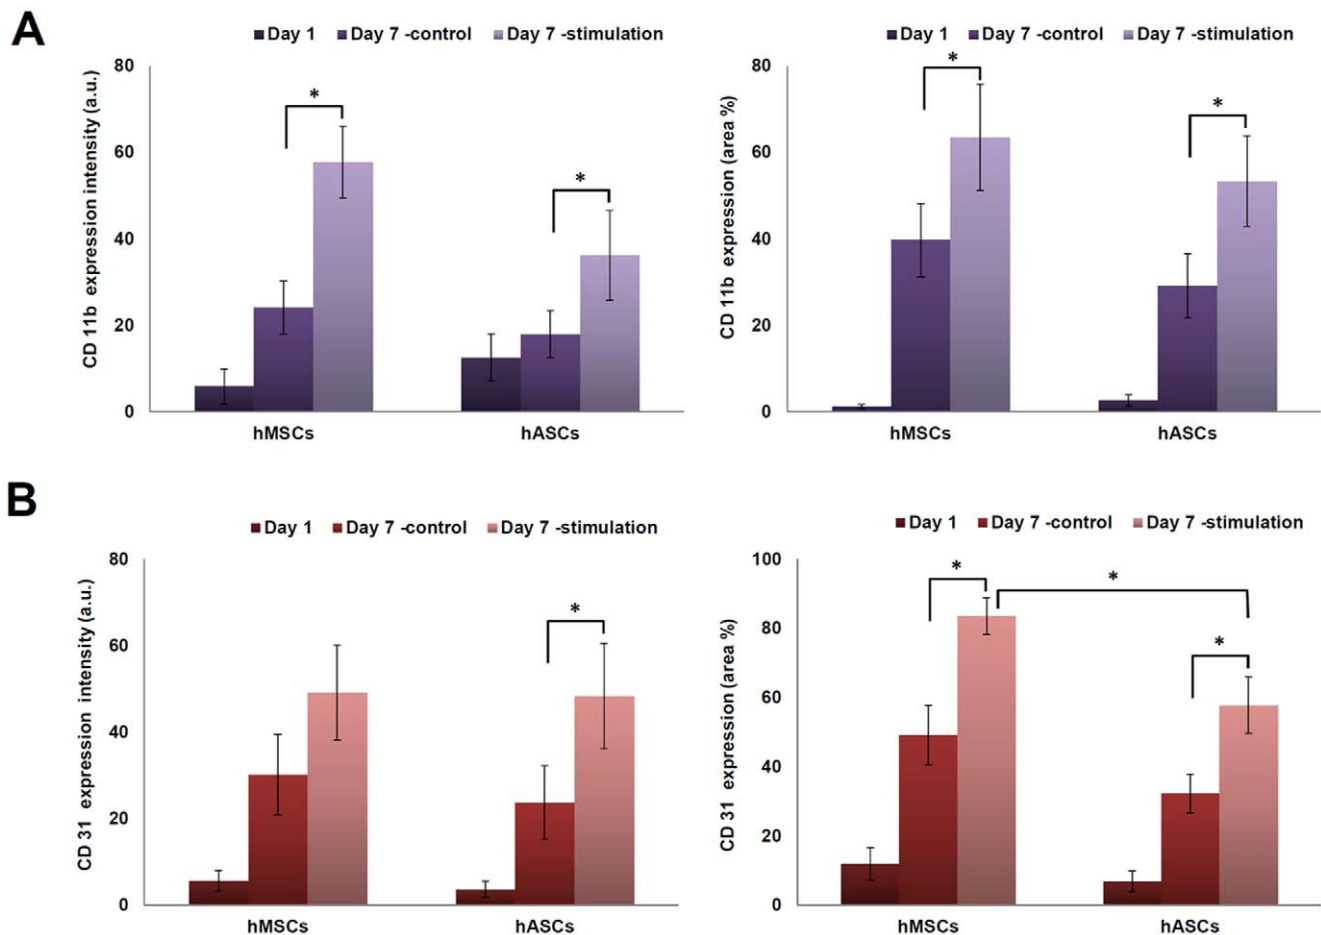 A
Day 1 Day 7 -control Day 7 -stimulation
CD 11b expression intensity (a.u.)
80
60
40
20
0
*
*
hMSCs hASCs
Day 1 Day 7 -control Day 7 -stimulation
CD 11b expression (area %)
80
60
40
20
0
*
*
hMSCs hASCs
B
Day 1 Day 7 -control Day 7 -stimulation
CD 31 expression intensity (a.u.)
80
60
40
20
0
*
hMSCs hASCs
Day 1 Day 7 -control Day 7 -stimulation
CD 31 expression (area %)
100
80
60
40
20
0
*
*
*
hMSCs hASCs